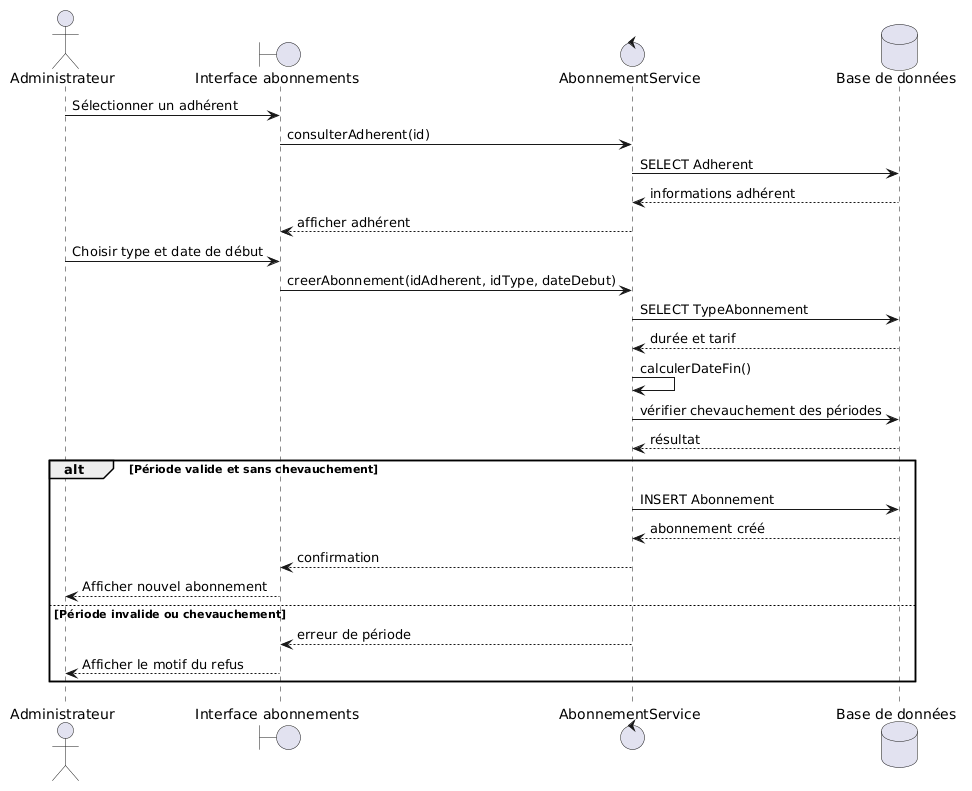 Administrateur
Interface abonnements
AbonnementService
Base de données
Sélectionner un adhérent
consulterAdherent(id)
SELECT Adherent
informations adhérent
afficher adhérent
Choisir type et date de début
creerAbonnement(idAdherent, idType, dateDebut)
SELECT TypeAbonnement
durée et tarif
calculerDateFin()
vérifier chevauchement des périodes
résultat
alt [Période valide et sans chevauchement]
INSERT Abonnement
abonnement créé
confirmation
Afficher nouvel abonnement
[Période invalide ou chevauchement]
erreur de période
Afficher le motif du refus
Administrateur
Interface abonnements
AbonnementService
Base de données